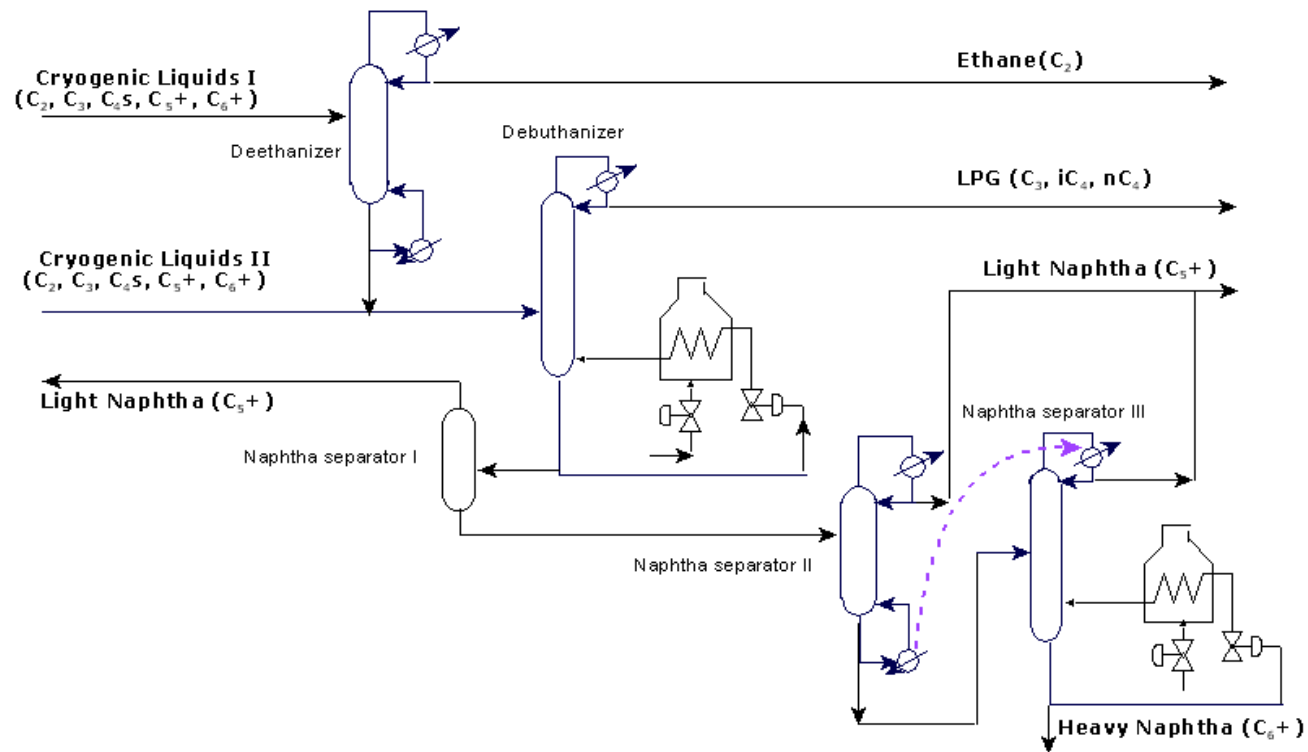 Cryogenic Liquids I
(C₂, C₃, C₄s, C₅+, C₆+)
Deethanizer
Ethane(C₂)
Debuthanizer
LPG (C₃, iC₄, nC₄)
Cryogenic Liquids II
(C₂, C₃, C₄s, C₅+, C₆+)
Light Naphtha (C₅+)
Light Naphtha (C₅+)
Naphtha separator I
Naphtha separator III
Naphtha separator II
Heavy Naphtha (C₆+)